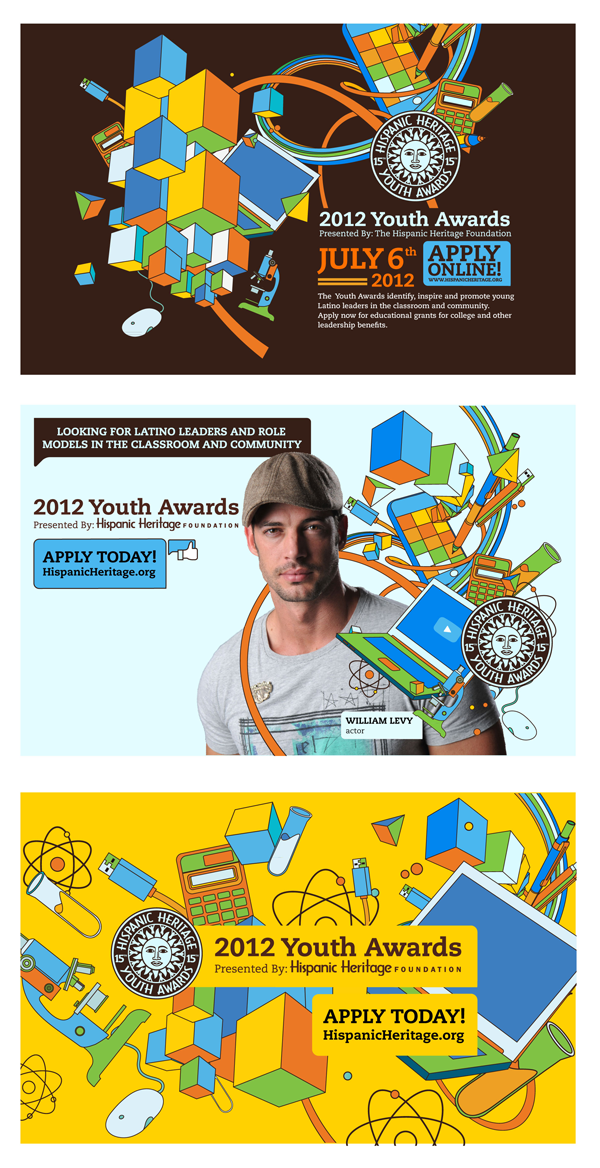 HISPANIC HERITAGE
15 15
YOUTH AWARDS
2012 Youth Awards
Presented By: The Hispanic Heritage Foundation
JULY 6th
2012
APPLY
ONLINE!
WWW.HISPANICHERITAGE.ORG
The Youth Awards identify, inspire and promote young
Latino leaders in the classroom and community.
Apply now for educational grants for college and other
leadership benefits.
LOOKING FOR LATINO LEADERS AND ROLE
MODELS IN THE CLASSROOM AND COMMUNITY
2012 Youth Awards
Presented By: Hispanic Heritage FOUNDATION
APPLY TODAY!
HispanicHeritage.org
HISPANIC HERITAGE
15 15
YOUTH AWARDS
WILLIAM LEVY
actor
HISPANIC HERITAGE
15 15
YOUTH AWARDS
2012 Youth Awards
Presented By: Hispanic Heritage FOUNDATION
APPLY TODAY!
HispanicHeritage.org